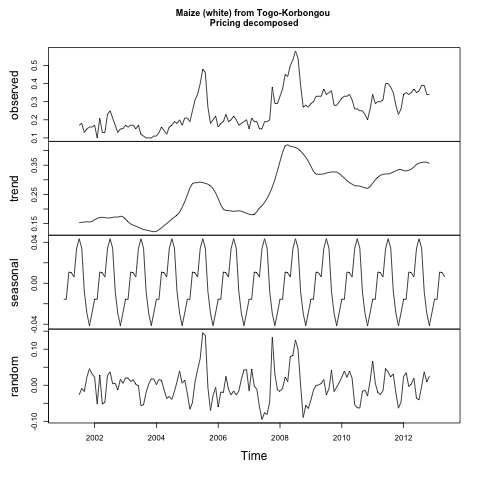 Maize (white) from Togo-Korbongou
Pricing decomposed
observed
0.5
0.4
0.3
0.2
0.1
trend
0.35
0.25
0.15
seasonal
0.04
0.00
-0.04
random
0.10
0.00
-0.10
2002 2004 2006 2008 2010 2012
Time